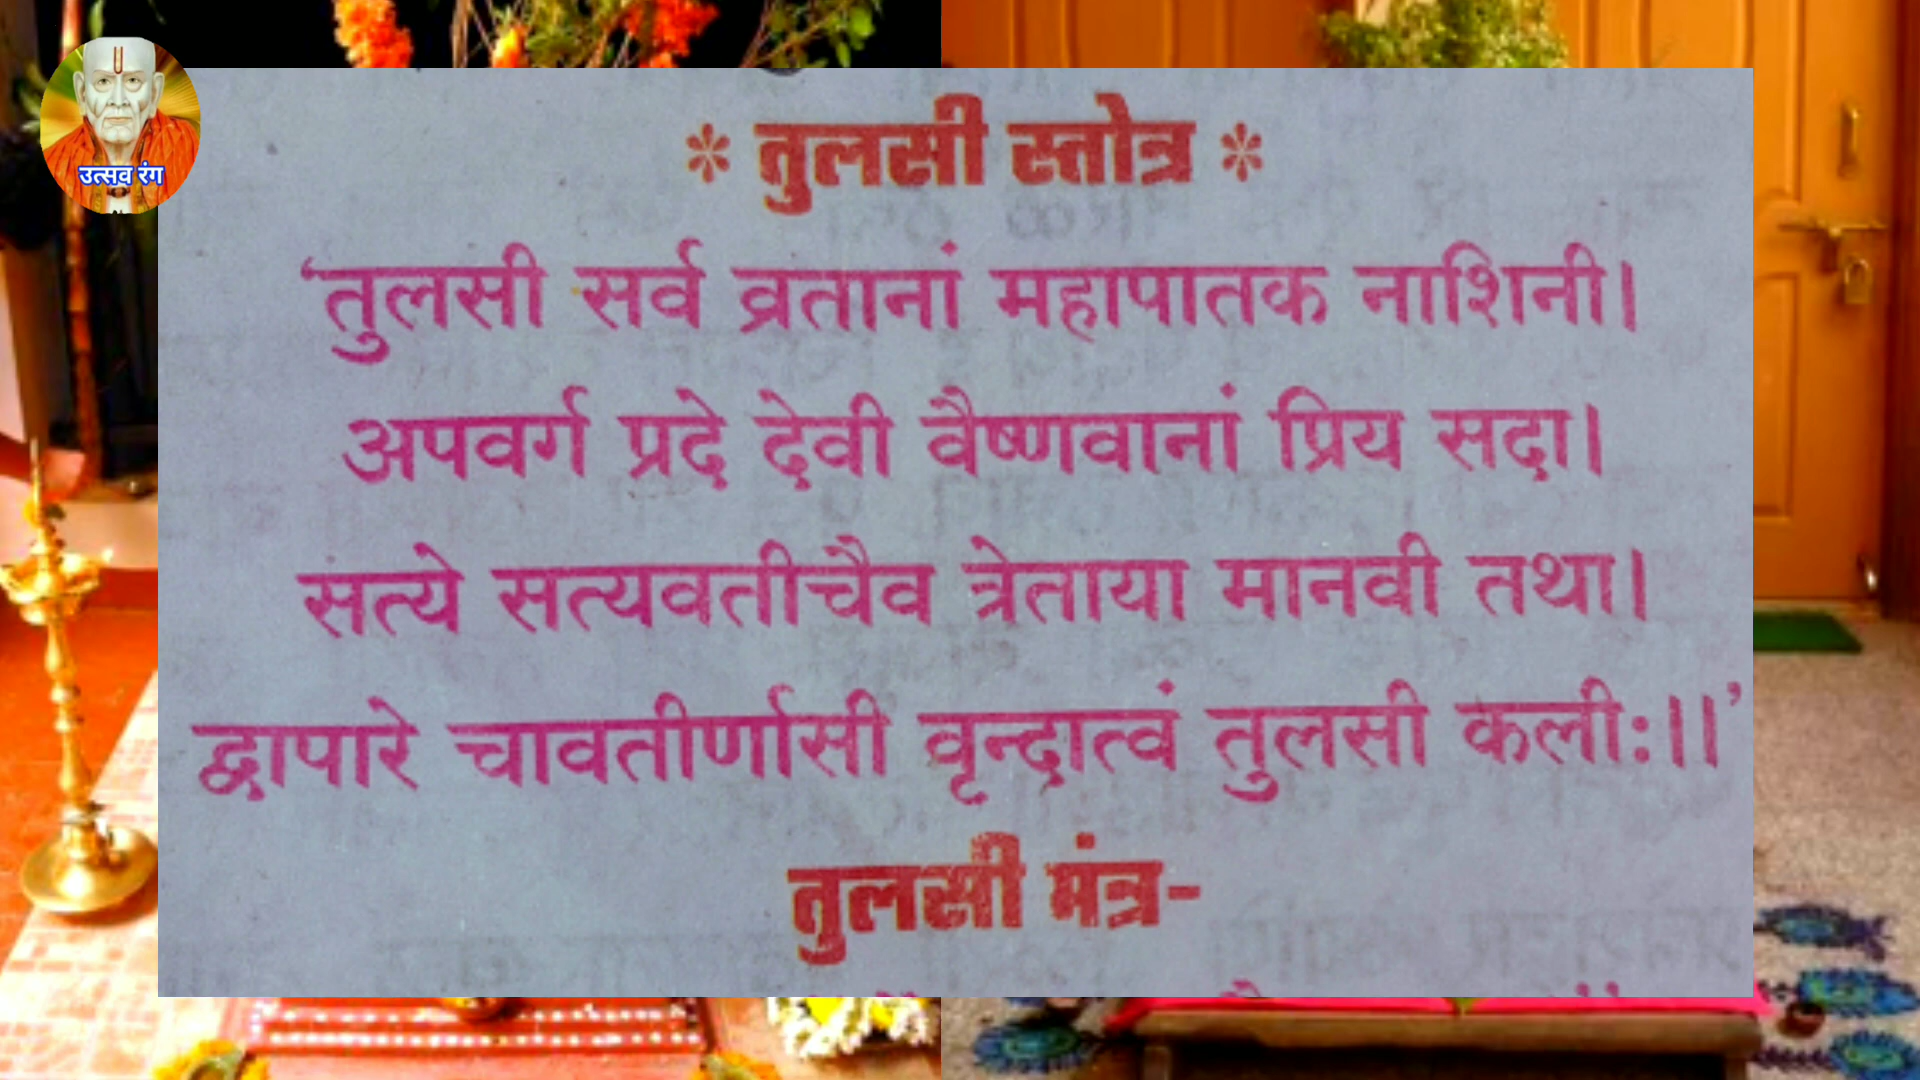 उत्सव रंग
* तुलसी स्तोत्र *
‘तुलसी सर्व व्रतानां महापातक नाशिनी।
अपवर्ग प्रदे देवी वैष्णवानां प्रिय सदा।
सत्ये सत्यवतीचैव त्रेताया मानवी तथा।
द्वापारे चावतीर्णासी वृन्दात्वं तुलसी कलीः।।’
तुलसी मंत्र-